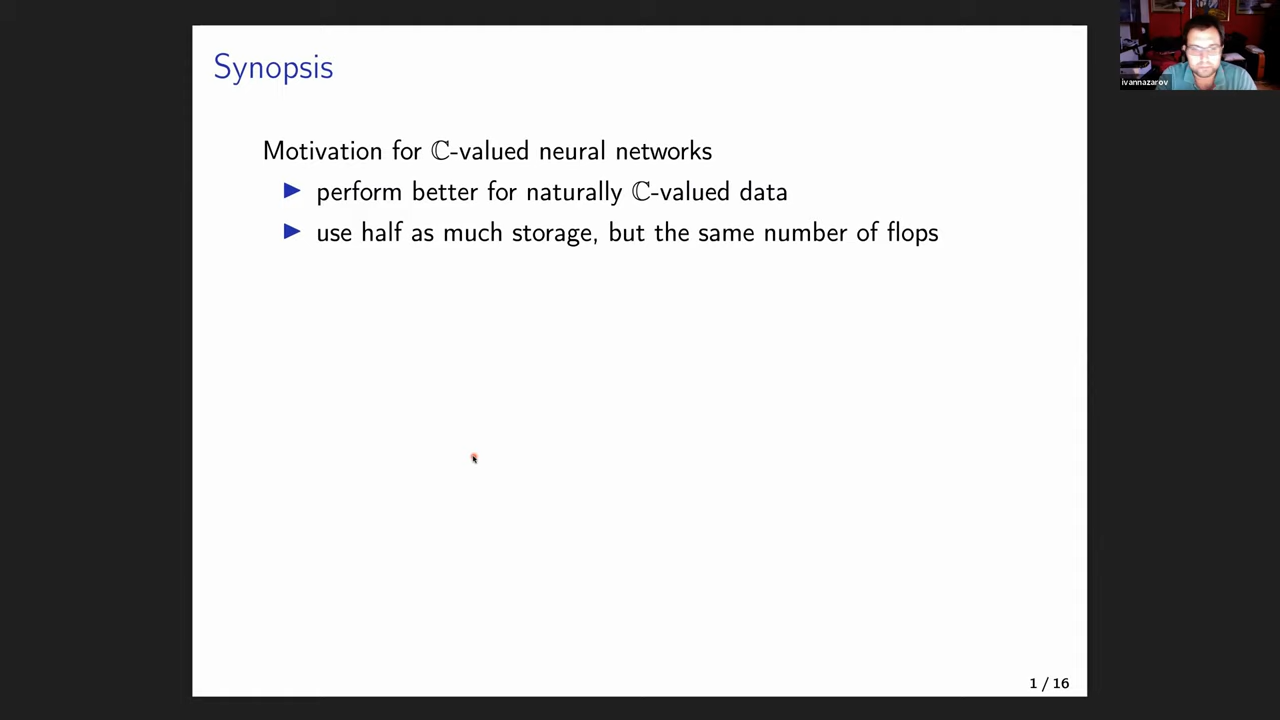 Synopsis
Motivation for ℂ-valued neural networks
▶ perform better for naturally ℂ-valued data
▶ use half as much storage, but the same number of flops
1 / 16
ivannazarov